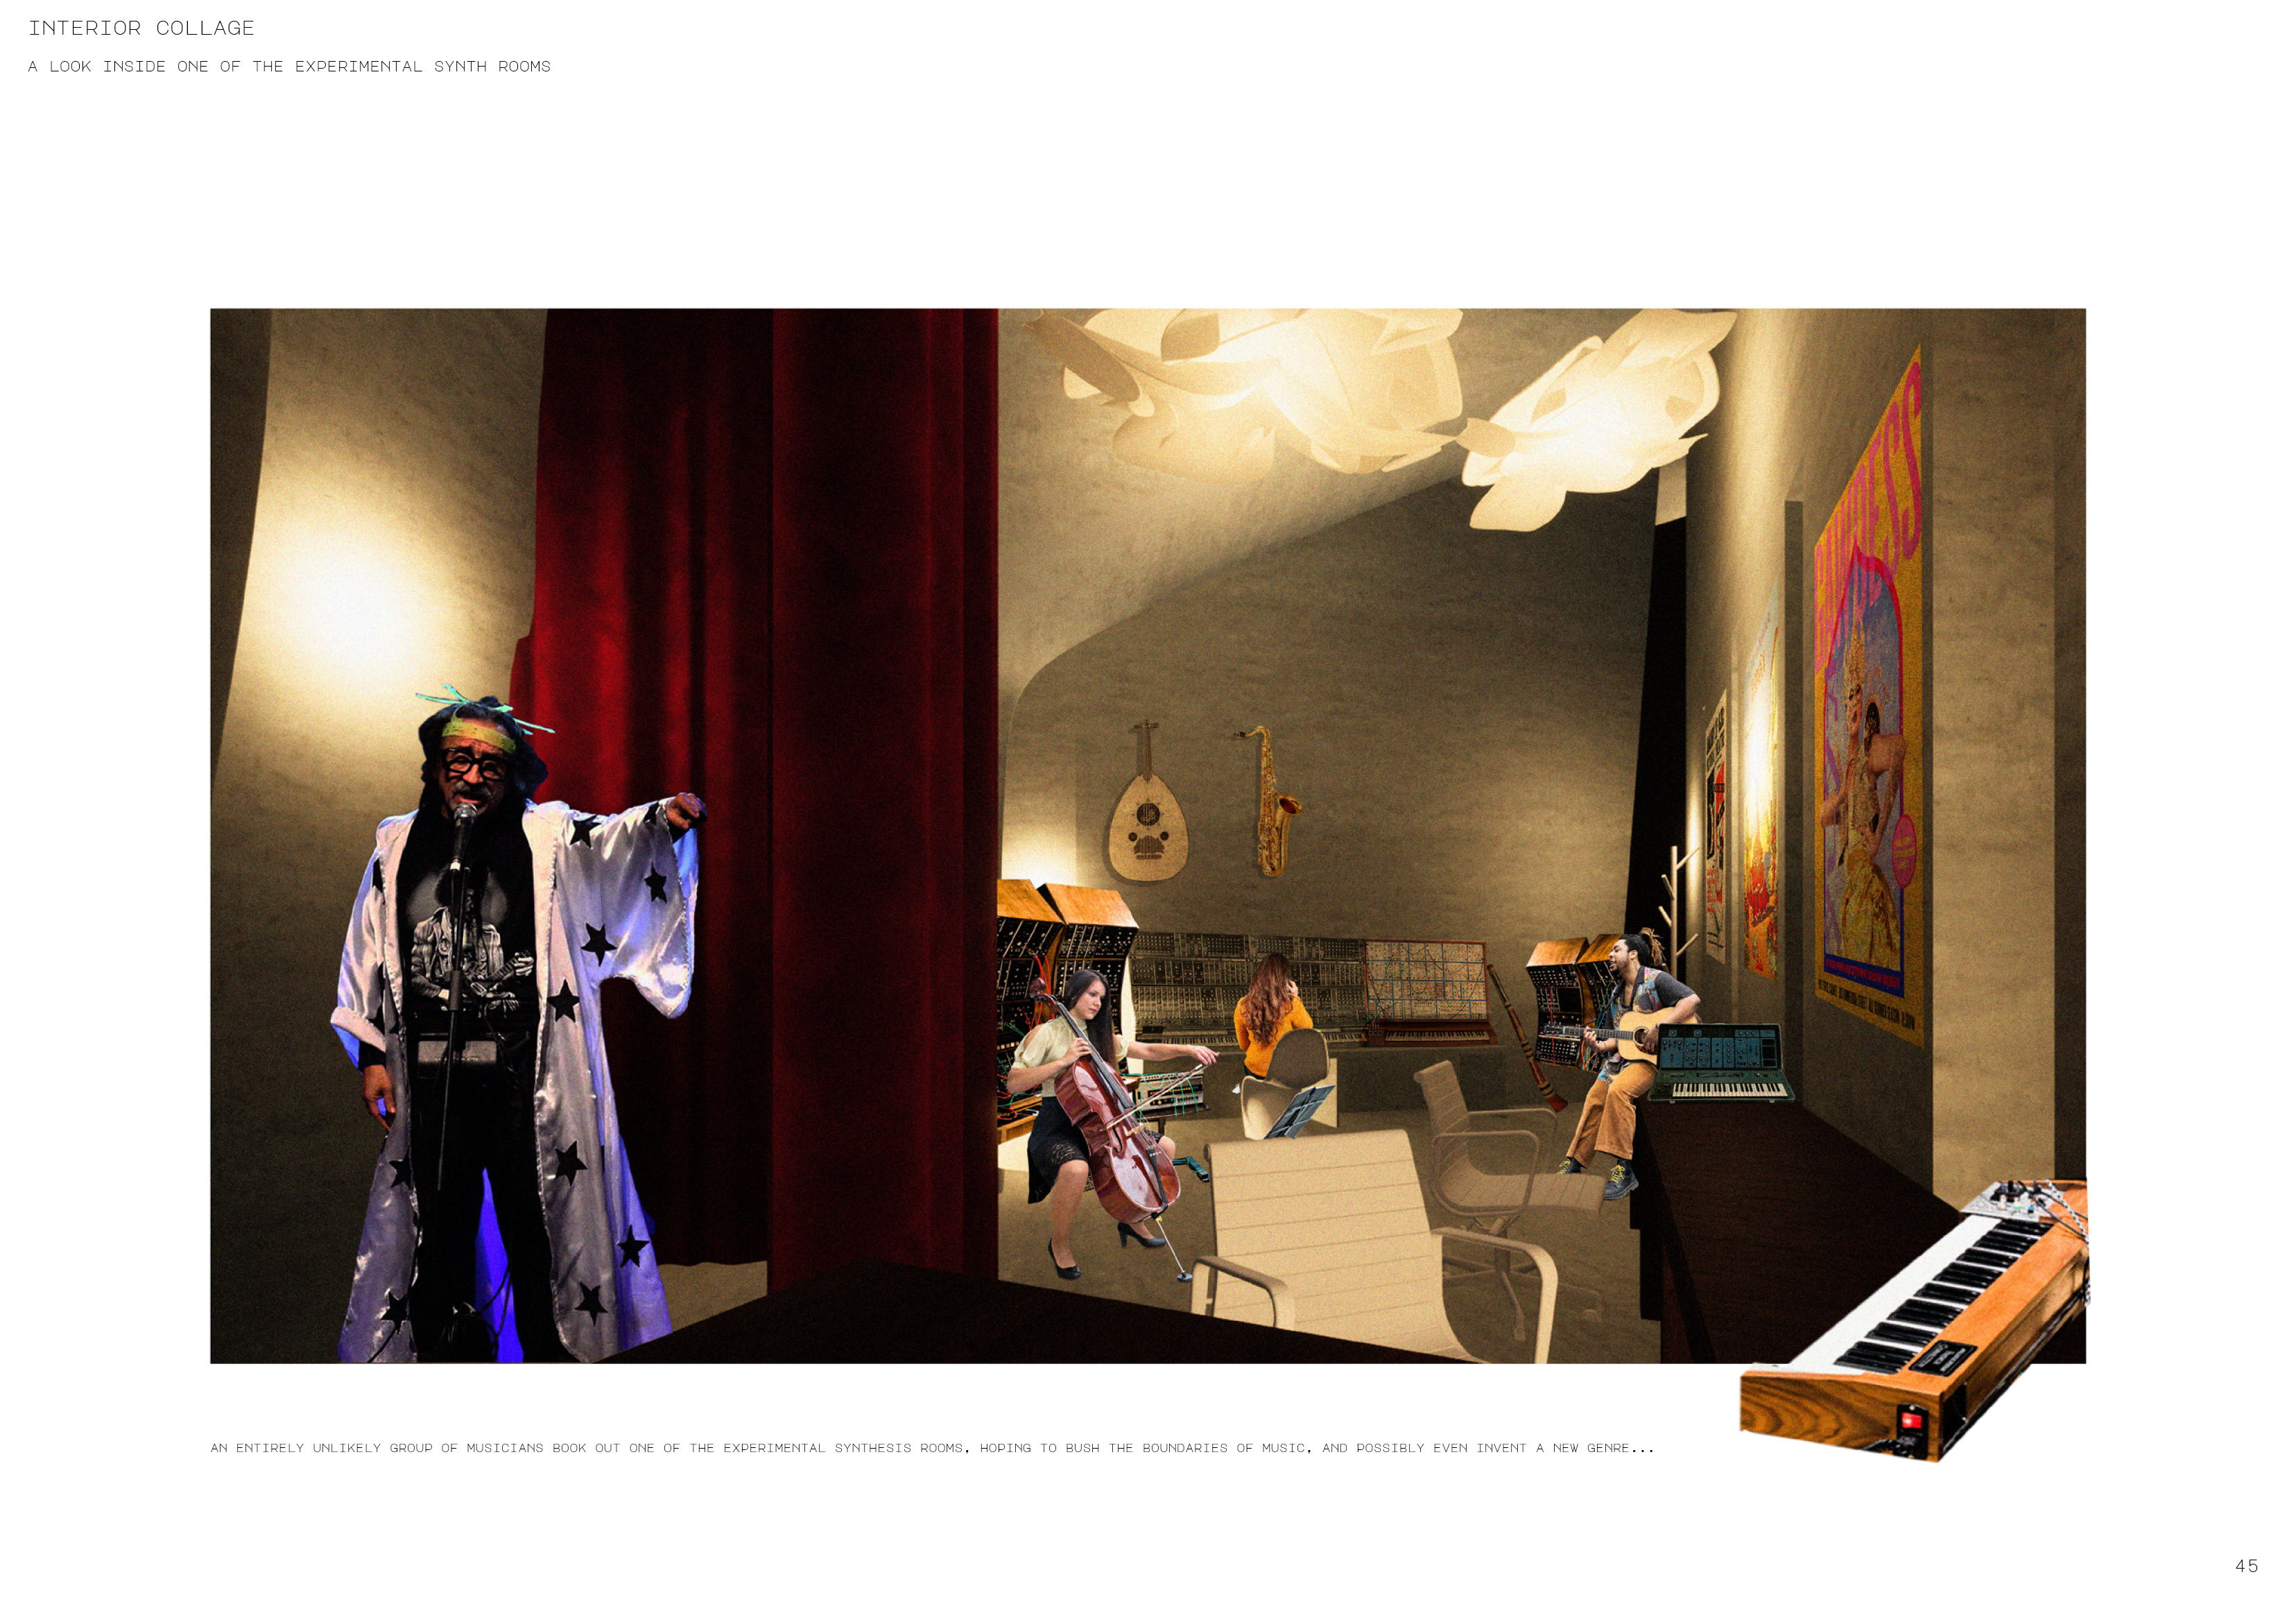 INTERIOR COLLAGE
A LOOK INSIDE ONE OF THE EXPERIMENTAL SYNTH ROOMS
AN ENTIRELY UNLIKELY GROUP OF MUSICIANS BOOK OUT ONE OF THE EXPERIMENTAL SYNTHESIS ROOMS, HOPING TO BUSH THE BOUNDARIES OF MUSIC, AND POSSIBLY EVEN INVENT A NEW GENRE...
45